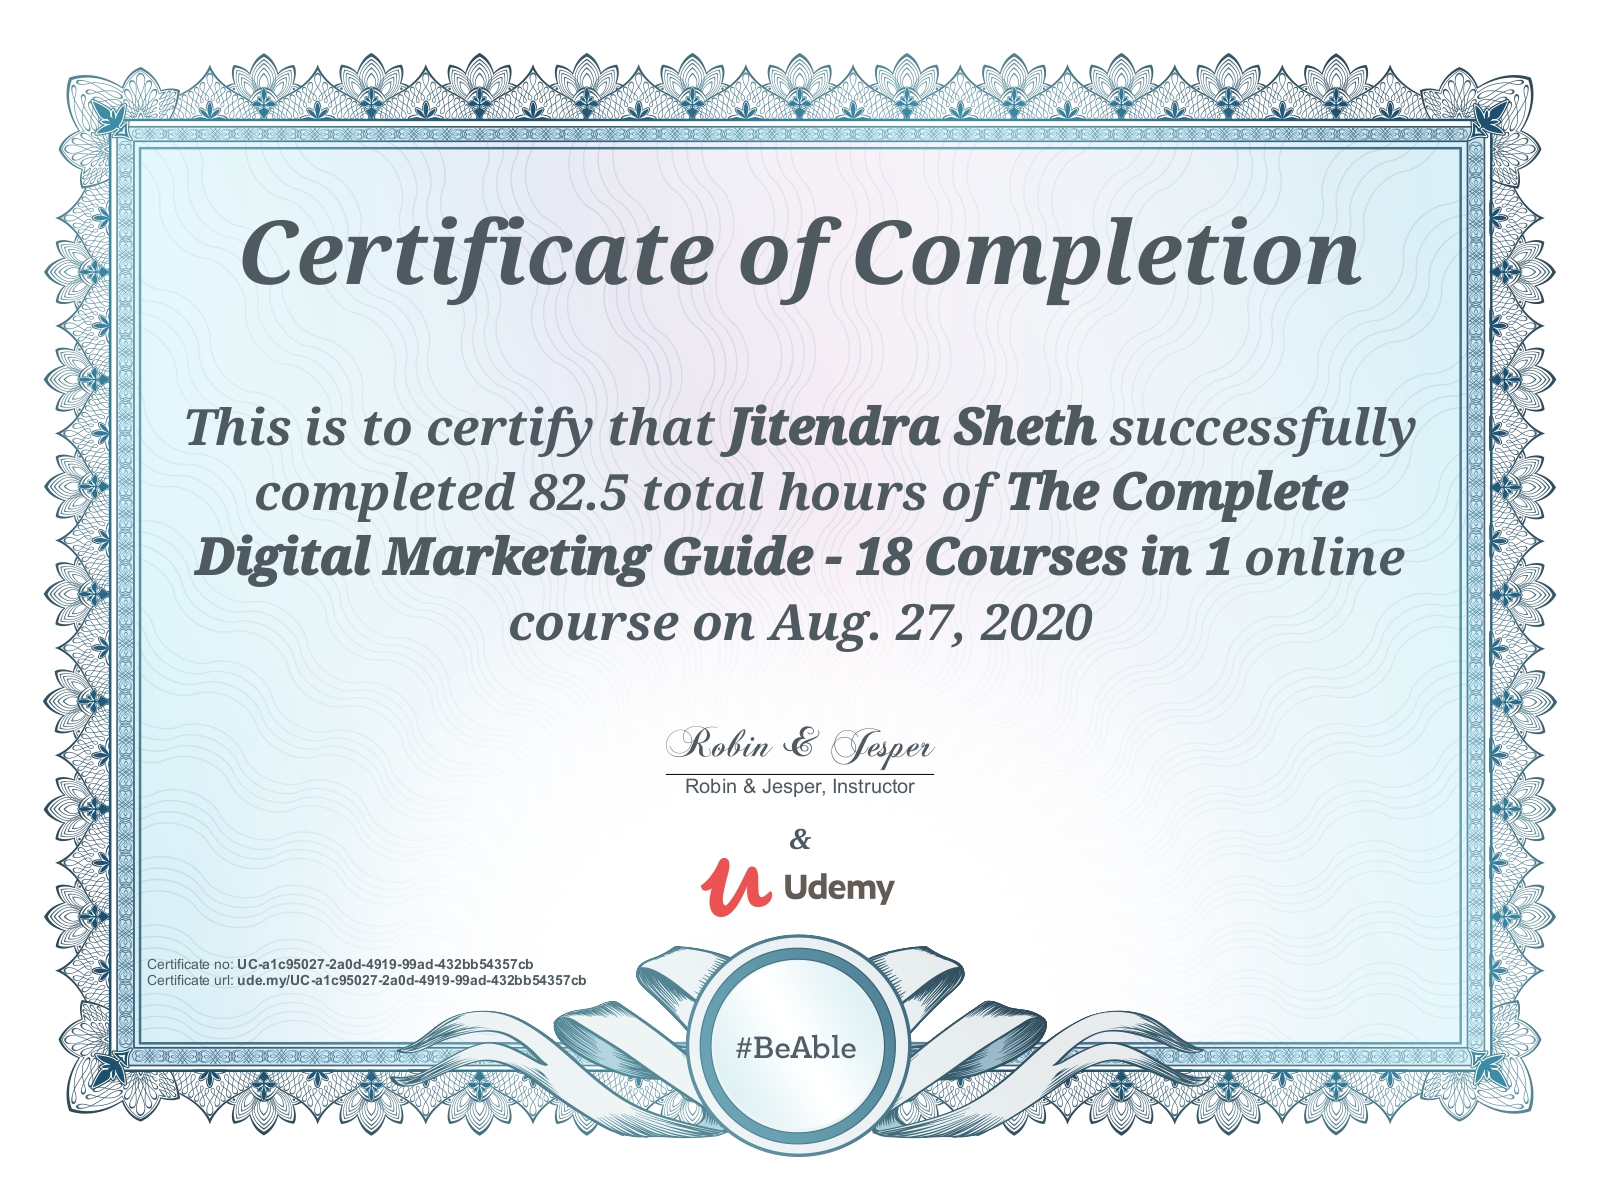 Certificate of Completion
This is to certify that Jitendra Sheth successfully
completed 82.5 total hours of The Complete
Digital Marketing Guide - 18 Courses in 1 online
course on Aug. 27, 2020
Robin & Jesper
Robin & Jesper, Instructor
&
Udemy
Certificate no: UC-a1c95027-2a0d-4919-99ad-432bb54357cb
Certificate url: ude.my/UC-a1c95027-2a0d-4919-99ad-432bb54357cb
#BeAble